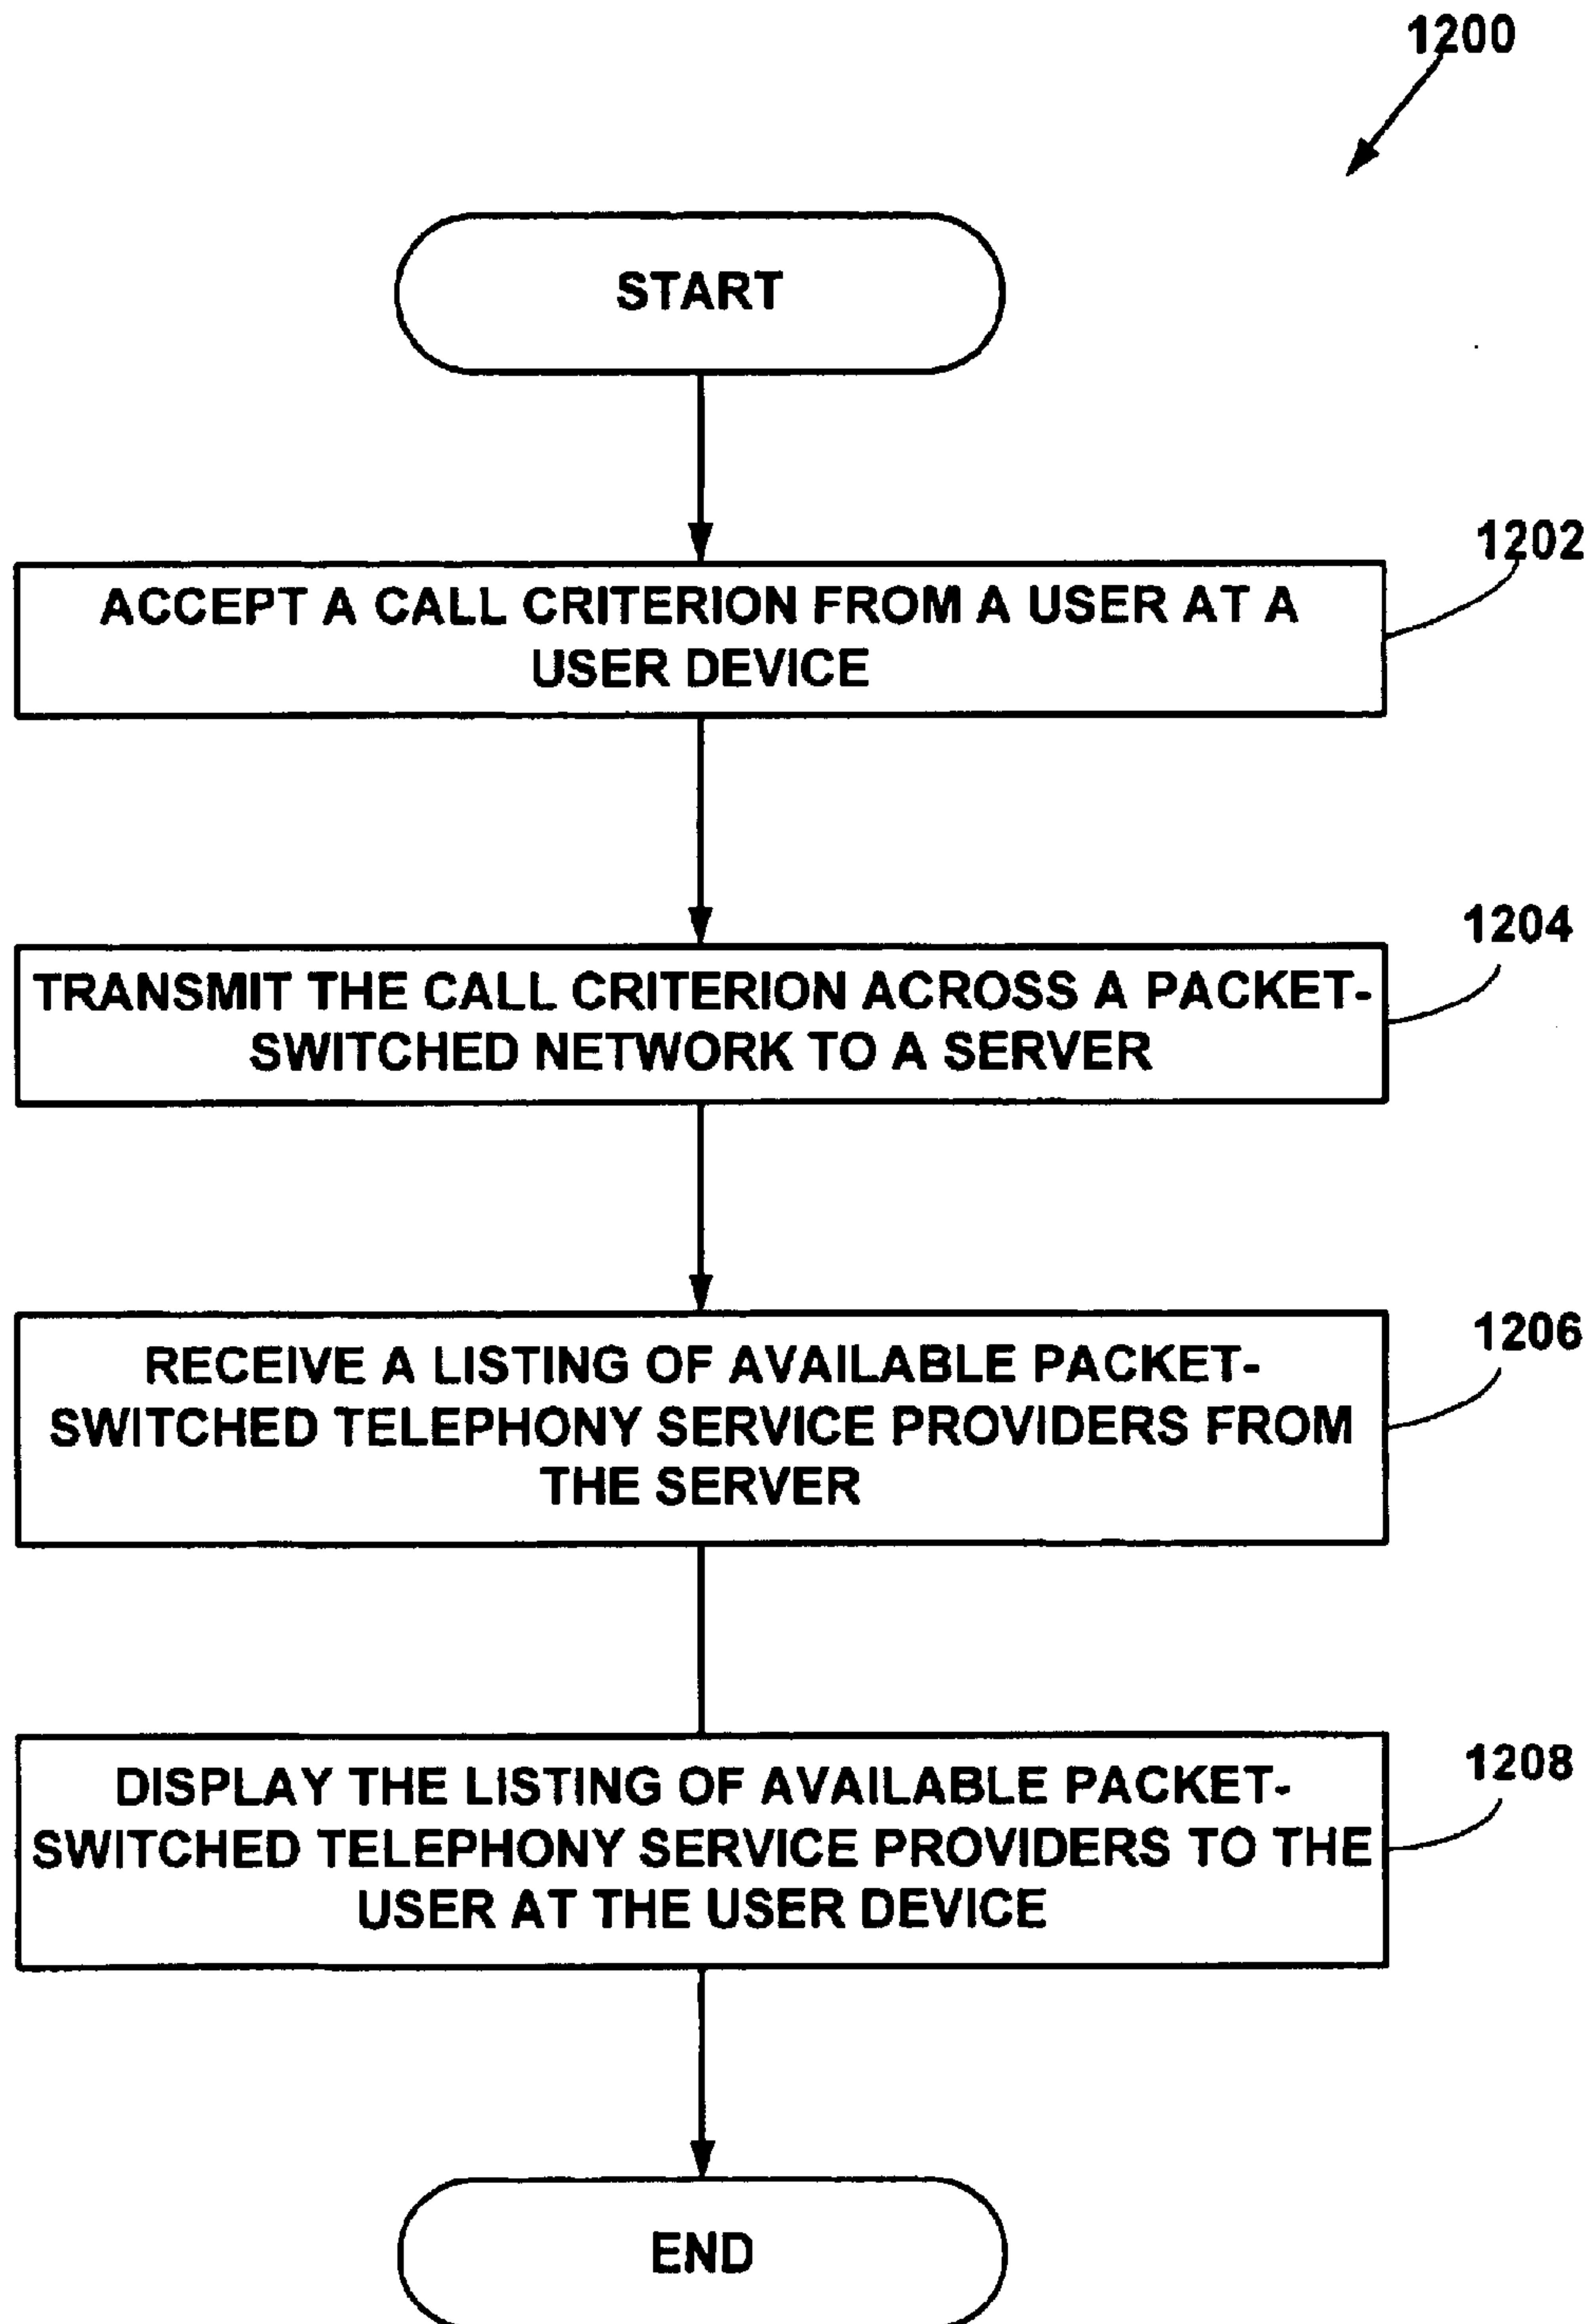 1200
START
1202
ACCEPT A CALL CRITERION FROM A USER AT A
USER DEVICE
1204
TRANSMIT THE CALL CRITERION ACROSS A PACKET-
SWITCHED NETWORK TO A SERVER
1206
RECEIVE A LISTING OF AVAILABLE PACKET-
SWITCHED TELEPHONY SERVICE PROVIDERS FROM
THE SERVER
1208
DISPLAY THE LISTING OF AVAILABLE PACKET-
SWITCHED TELEPHONY SERVICE PROVIDERS TO THE
USER AT THE USER DEVICE
END